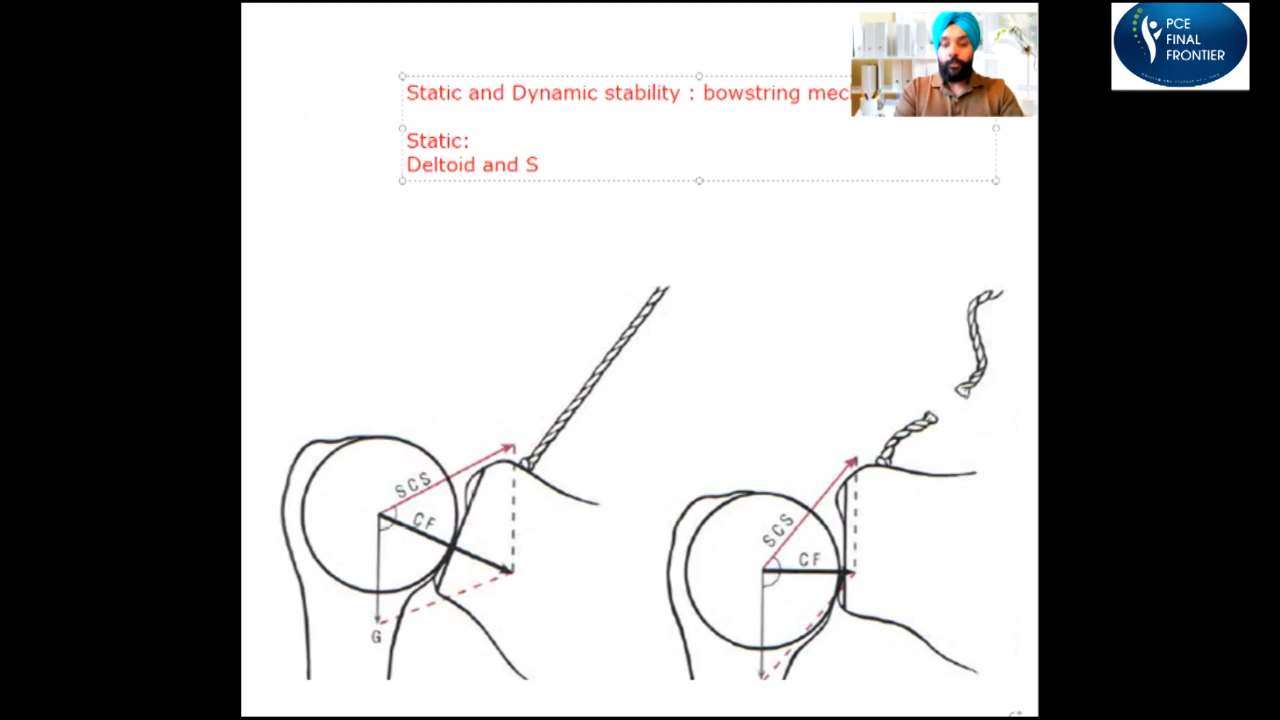 PCE
FINAL
FRONTIER
Static and Dynamic stability : bowstring mec
Static:
Deltoid and S
SCS
CF
G
SCS
CF